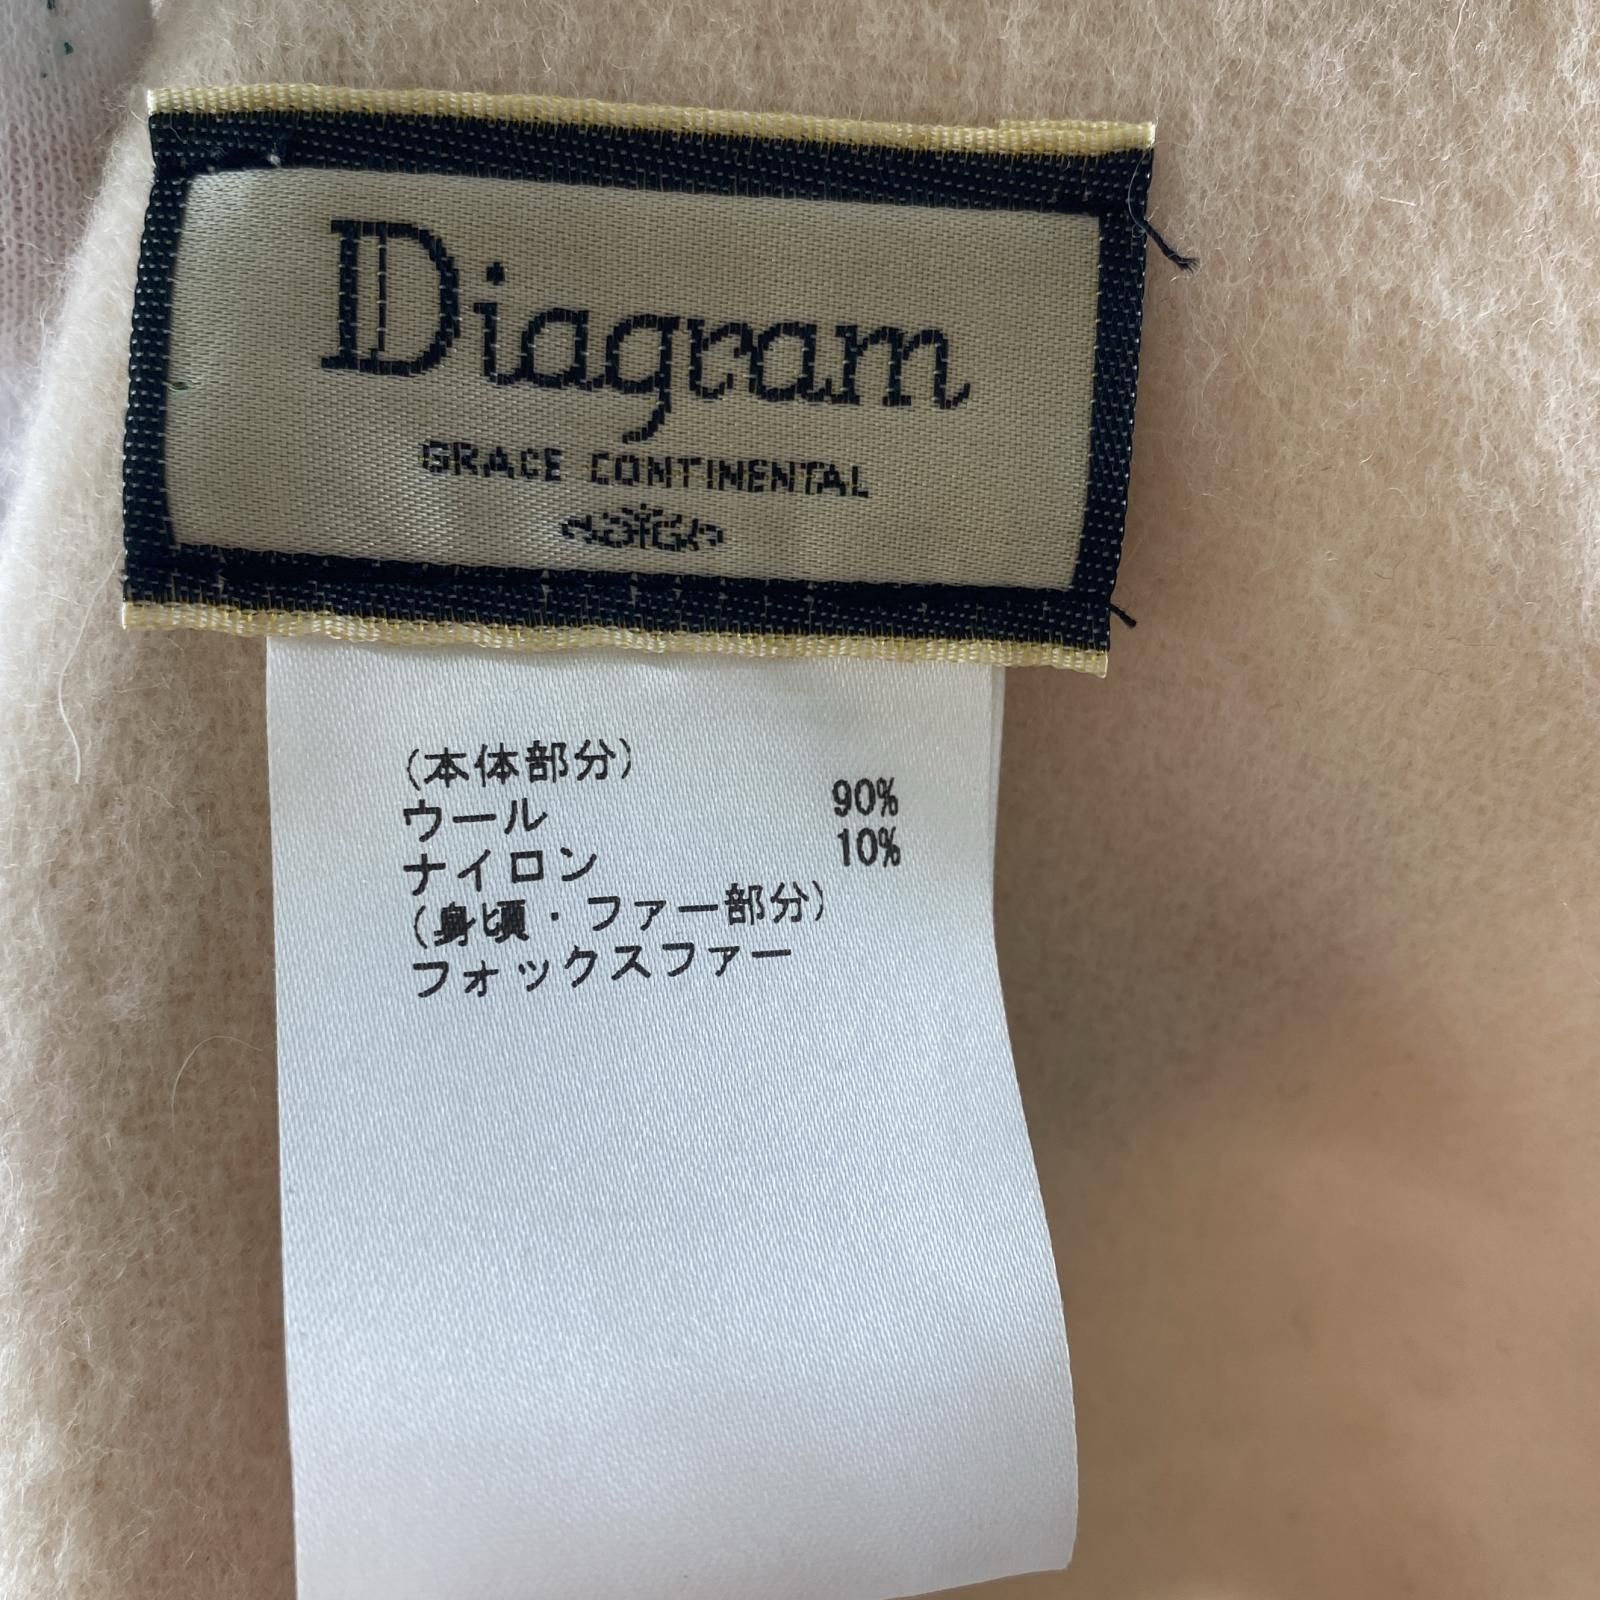 Diagram
GRACE CONTINENTAL
(本体部分)
ウール 90%
ナイロン 10%
(身頃・ファー部分)
フォックスファー